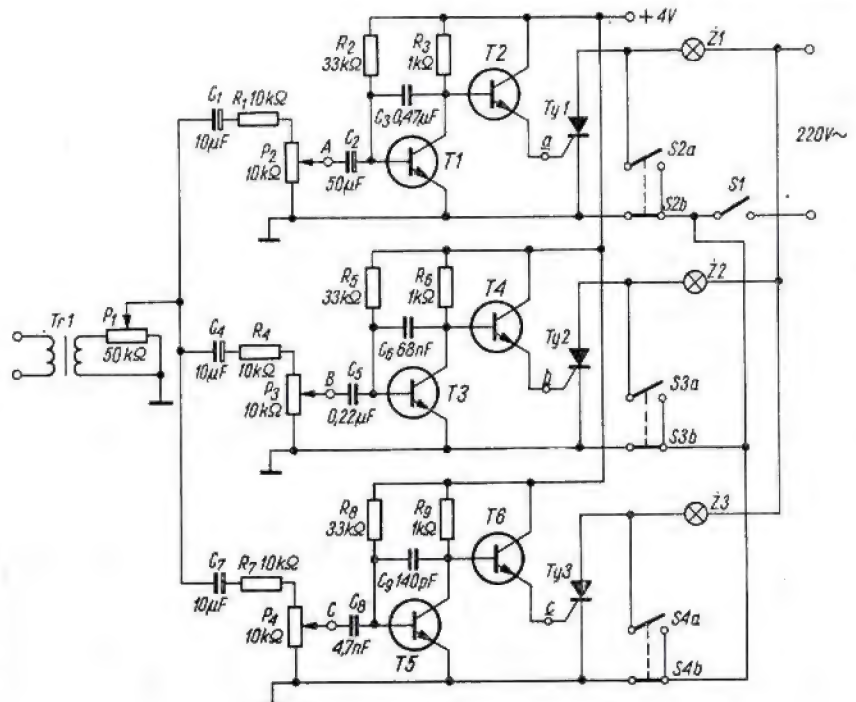 +4V
R2
33kΩ
R3
1kΩ
T2
Ż1
C1
10μF
R1 10kΩ
C3 0,47μF
Ty1
a
220V~
P2
10kΩ
A
C2
50μF
T1
S2a
S2b
S1
R5
33kΩ
R6
1kΩ
T4
Ż2
Tr1
P1
50kΩ
C4
10μF
R4
10kΩ
C6 68nF
Ty2
b
P3
10kΩ
B
C5
0,22μF
T3
S3a
S3b
R8
33kΩ
R9
1kΩ
T6
Ż3
C7
10μF
R7 10kΩ
C9 140pF
Ty3
c
P4
10kΩ
C
C8
4,7nF
T5
S4a
S4b